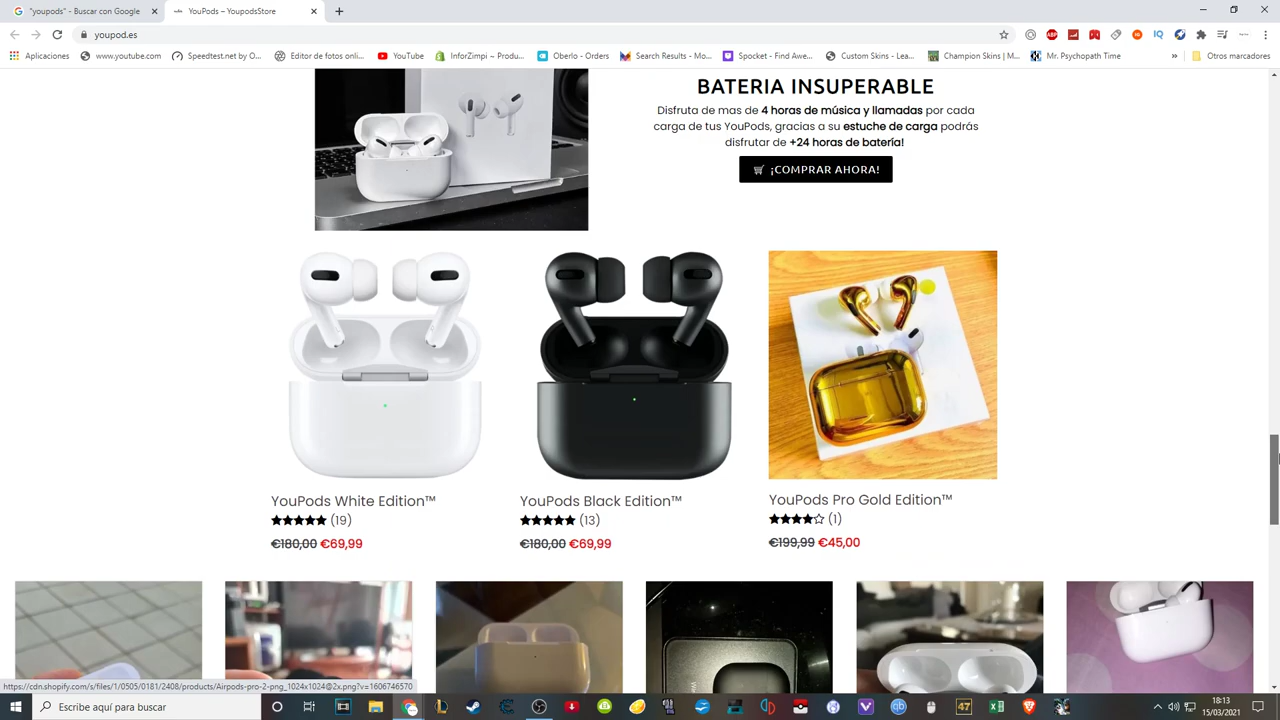 "youpods" - Buscar con Google
YouPods – YoupodsStore
youpod.es
Aplicaciones
www.youtube.com
Speedtest.net by O...
Editor de fotos onli...
YouTube
InforZimpi ☆ Produ...
Oberlo - Orders
Search Results - Mo...
Spocket - Find Awe...
Custom Skins - Lea...
Champion Skins | M...
Mr. Psychopath Time
»
Otros marcadores
BATERIA INSUPERABLE
Disfruta de mas de 4 horas de música y llamadas por cada
carga de tus YouPods, gracias a su estuche de carga podrás
disfrutar de +24 horas de batería!
¡COMPRAR AHORA!
YouPods White Edition™
★★★★★ (19)
€180,00 €69,99
YouPods Black Edition™
★★★★★ (13)
€180,00 €69,99
YouPods Pro Gold Edition™
★★★★☆ (1)
€199,99 €45,00
https://cdn.shopify.com/s/files/1/0505/0181/2408/products/Airpods-pro-2-png_1024x1024@2x.png?v=1606746570
Escribe aquí para buscar
18:13
15/03/2021